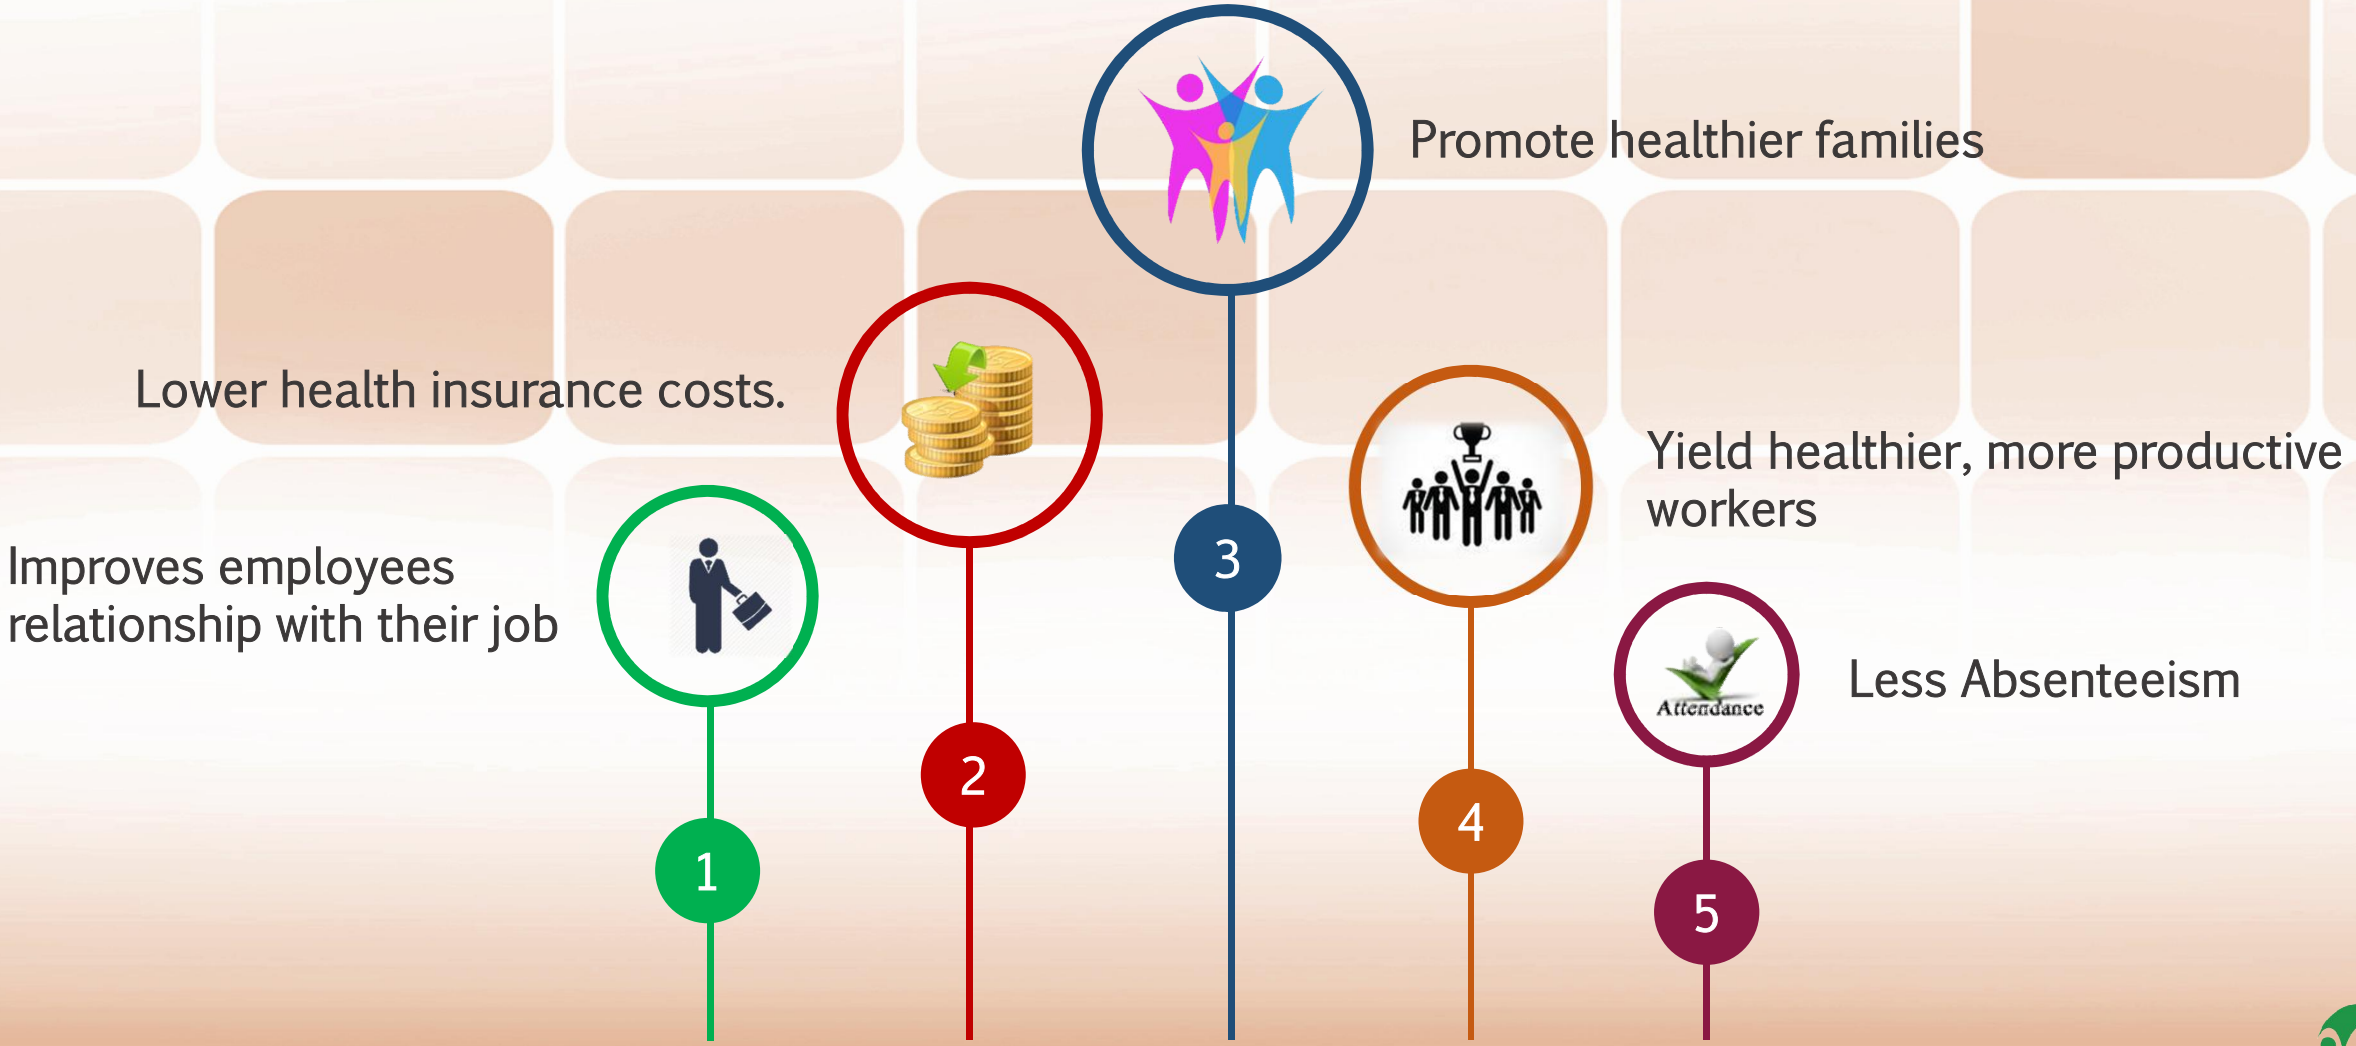 Promote healthier families
Lower health insurance costs.
Yield healthier, more productive
workers
Improves employees
relationship with their job
3
Attendance
Less Absenteeism
2
4
1
5